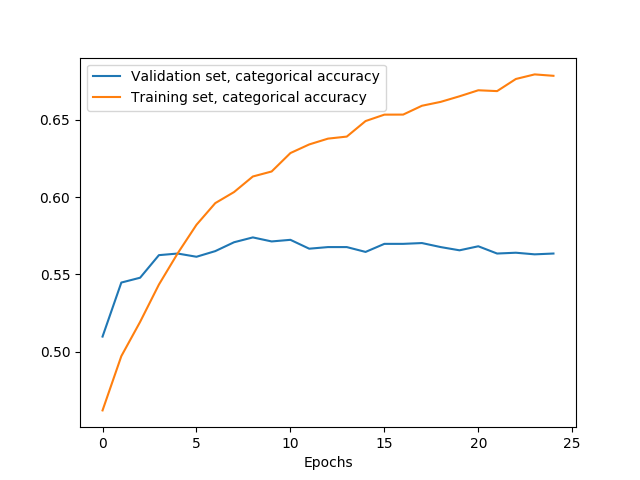 Validation set, categorical accuracy
Training set, categorical accuracy
0.65
0.60
0.55
0.50
0 5 10 15 20 25
Epochs